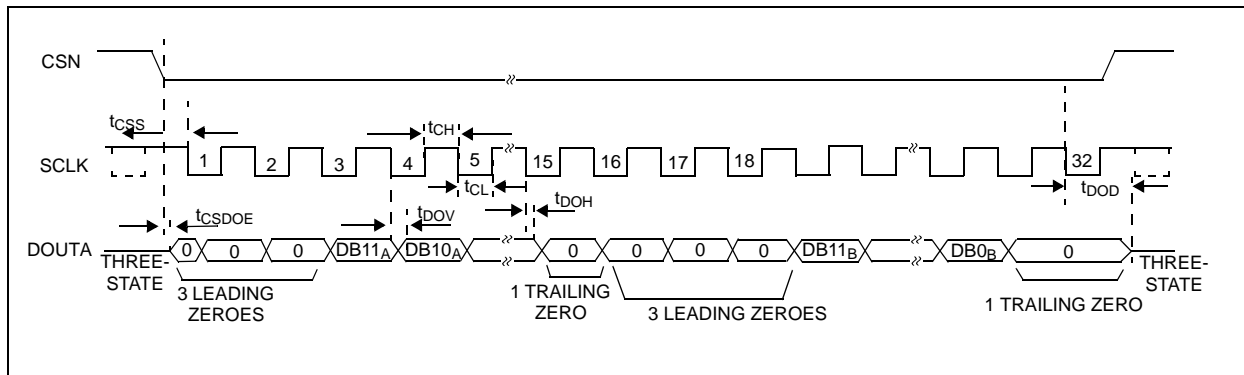 CSN
tCSS
tCH
SCLK
1 2 3 4 5 15 16 17 18 32
tCL
tDOH
tDOD
tCSDOE
tDOV
DOUTA
THREE-
STATE
0 0 0 DB11A DB10A 0 0 0 0 DB11B DB0B 0
THREE-
STATE
3 LEADING
ZEROES
1 TRAILING
ZERO
3 LEADING ZEROES
1 TRAILING ZERO